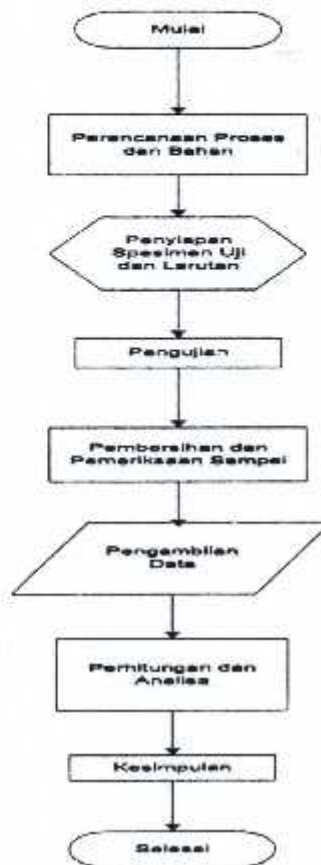 Mulai
Perencanaan Proses
dan Bahan
Penyiapan
Spesimen Uji
dan Larutan
Pengujian
Pembersihan dan
Pemeriksaan Sampel
Pengambilan
Data
Perhitungan dan
Analisa
Kesimpulan
Selesai